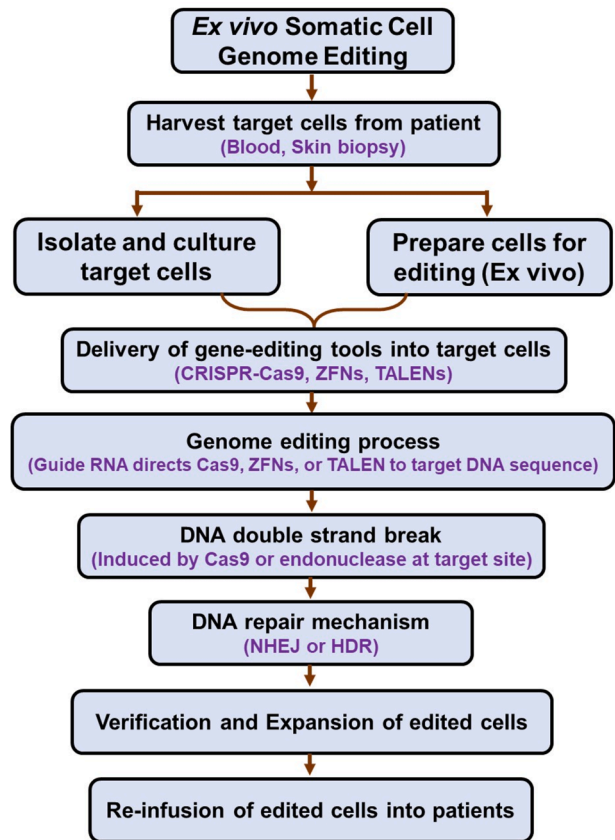 Ex vivo Somatic Cell
Genome Editing
Harvest target cells from patient
(Blood, Skin biopsy)
Isolate and culture
target cells
Prepare cells for
editing (Ex vivo)
Delivery of gene-editing tools into target cells
(CRISPR-Cas9, ZFNs, TALENs)
Genome editing process
(Guide RNA directs Cas9, ZFNs, or TALEN to target DNA sequence)
DNA double strand break
(Induced by Cas9 or endonuclease at target site)
DNA repair mechanism
(NHEJ or HDR)
Verification and Expansion of edited cells
Re-infusion of edited cells into patients